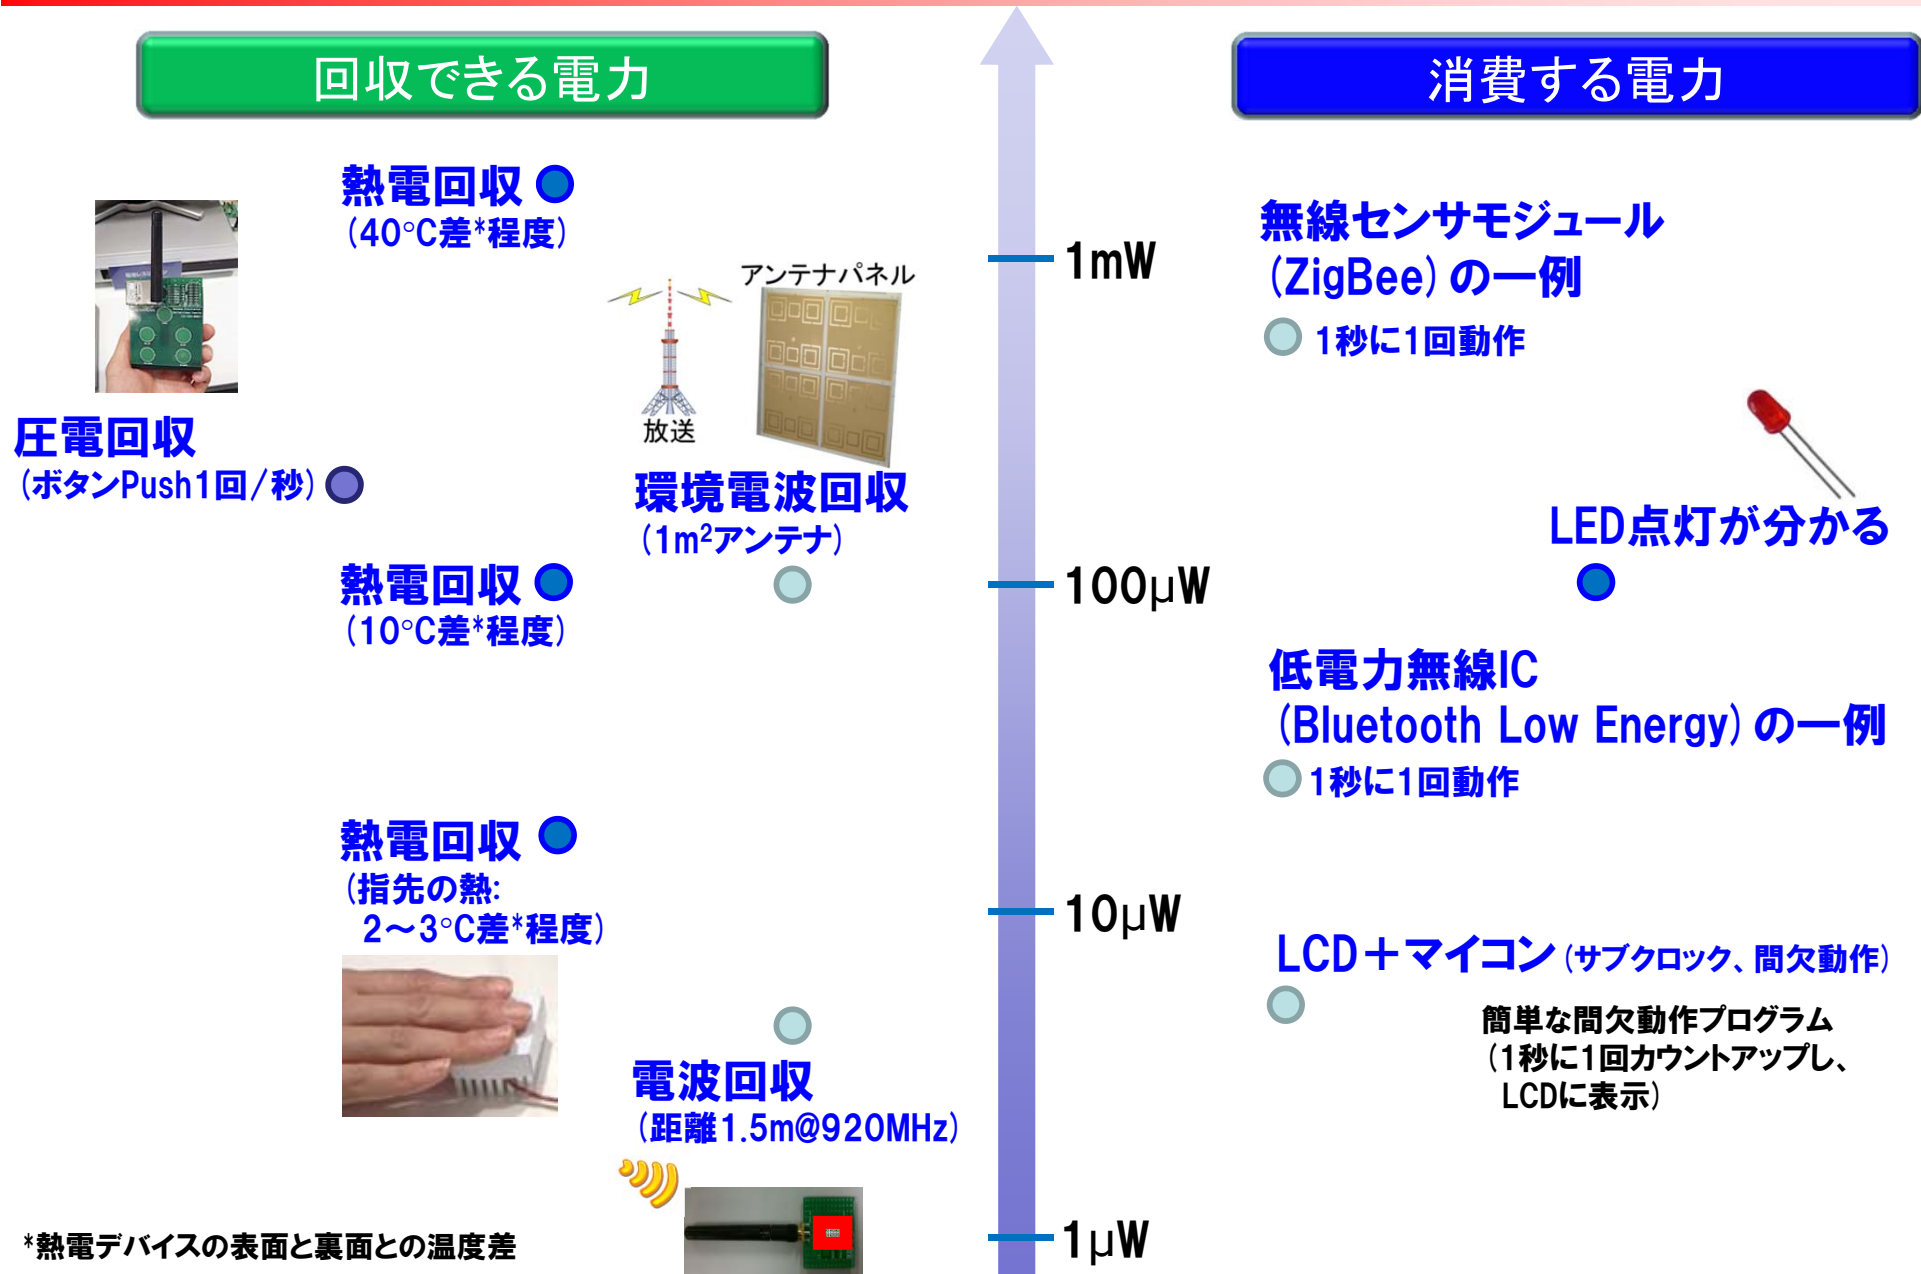 回収できる電力
消費する電力
熱電回収
(40°C差*程度)
アンテナパネル
放送
圧電回収
(ボタンPush1回/秒)
環境電波回収
(1m²アンテナ)
熱電回収
(10°C差*程度)
熱電回収
(指先の熱:
2～3°C差*程度)
電波回収
(距離1.5m@920MHz)
*熱電デバイスの表面と裏面との温度差
1mW
100μW
10μW
1μW
無線センサモジュール
(ZigBee)の一例
1秒に1回動作
LED点灯が分かる
低電力無線IC
(Bluetooth Low Energy)の一例
1秒に1回動作
LCD＋マイコン(サブクロック、間欠動作)
簡単な間欠動作プログラム
(1秒に1回カウントアップし、
LCDに表示)